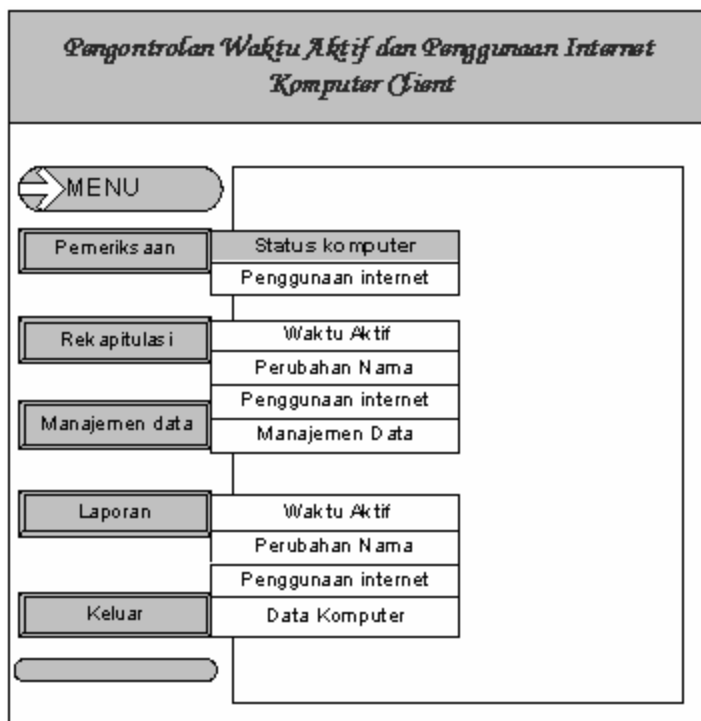 Pengontrolan Waktu Aktif dan Penggunaan Internet
Komputer Client
MENU
Pemeriksaan
Status komputer
Penggunaan internet
Rekapitulasi
Waktu Aktif
Perubahan Nama
Penggunaan internet
Manajemen data
Manajemen Data
Laporan
Waktu Aktif
Perubahan Nama
Penggunaan internet
Keluar
Data Komputer